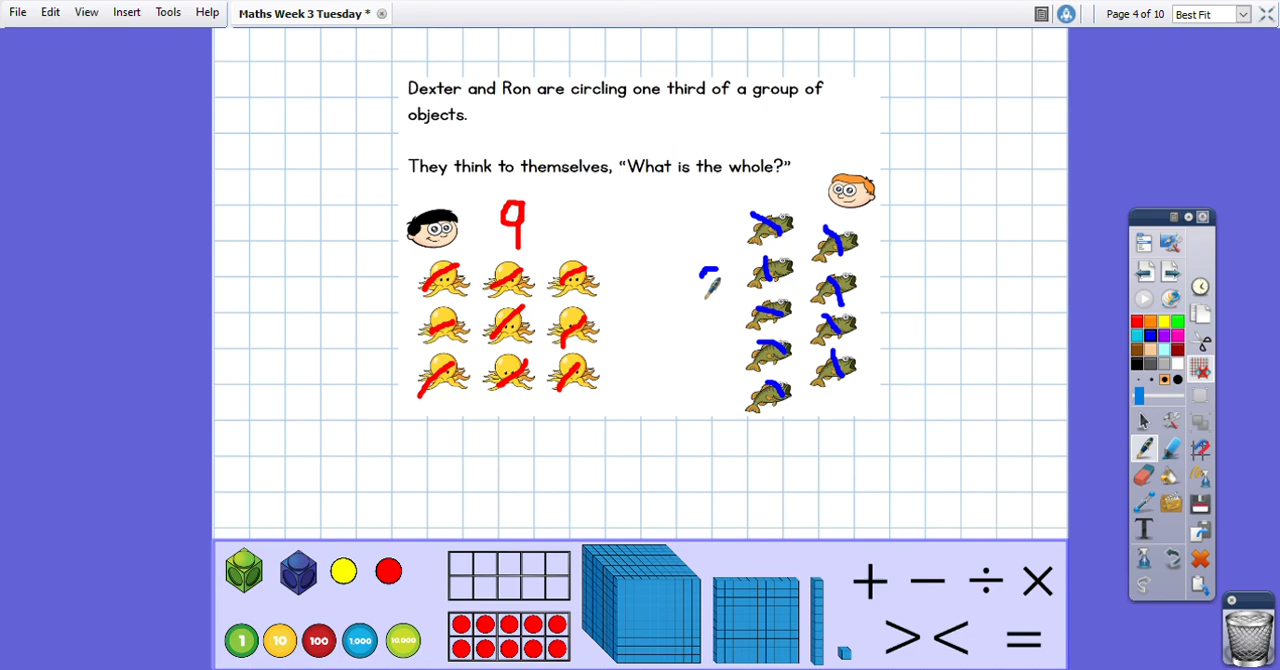 File Edit View Insert Tools Help Maths Week 3 Tuesday * Page 4 of 10 Best Fit
Dexter and Ron are circling one third of a group of
objects.
They think to themselves, “What is the whole?”
9
+ − ÷ ×
1 10 100 1,000 10,000 > < =
T